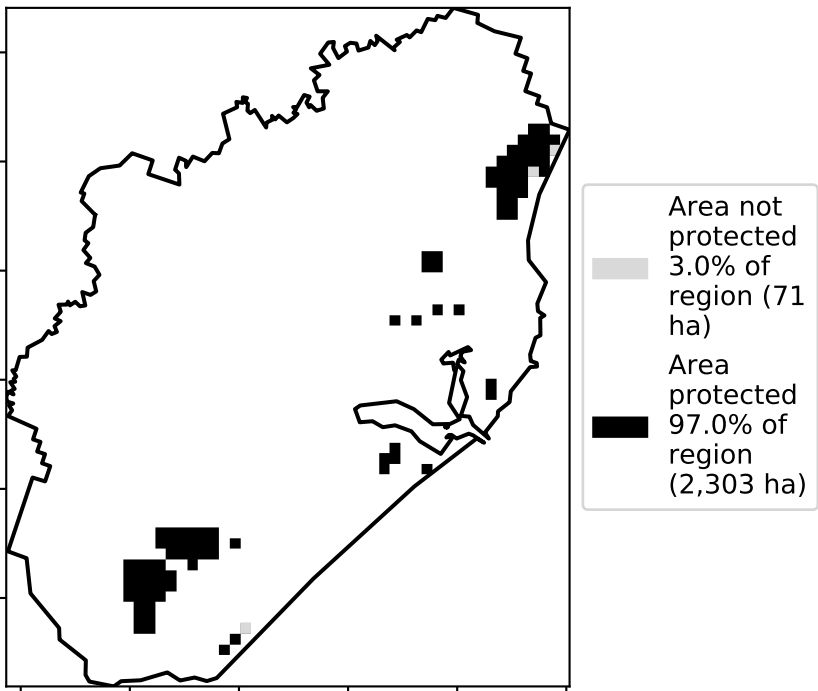 Area not
protected
3.0% of
region (71
ha)
Area
protected
97.0% of
region
(2,303 ha)